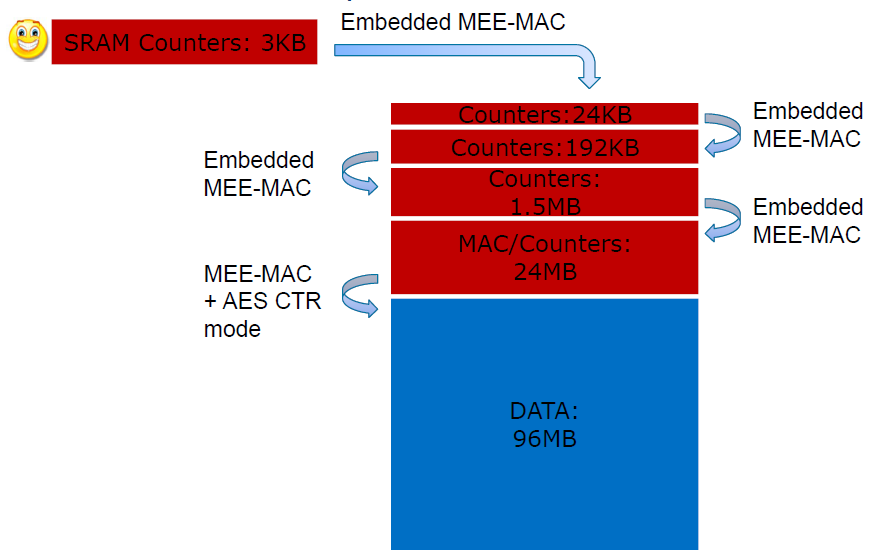 Embedded MEE-MAC
SRAM Counters: 3KB
Counters:24KB
Embedded
MEE-MAC
Counters:192KB
Embedded
MEE-MAC
Counters:
1.5MB
Embedded
MEE-MAC
MAC/Counters:
24MB
MEE-MAC
+ AES CTR
mode
DATA:
96MB